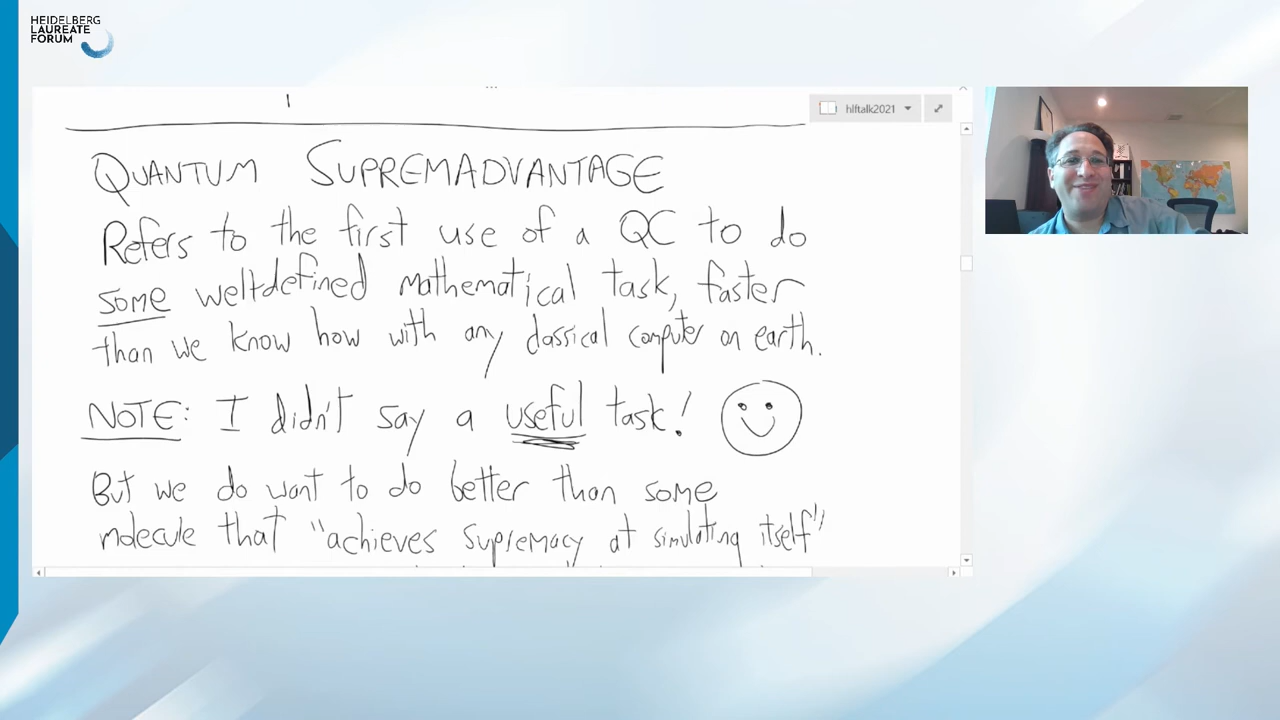 HEIDELBERG
LAUREATE
FORUM
hlftalk2021
QUANTUM SUPREMADVANTAGE
Refers to the first use of a QC to do
some well-defined mathematical task, faster
than we know how with any classical computer on earth.
NOTE: I didn't say a useful task!
But we do want to do better than some
molecule that "achieves supremacy at simulating itself"